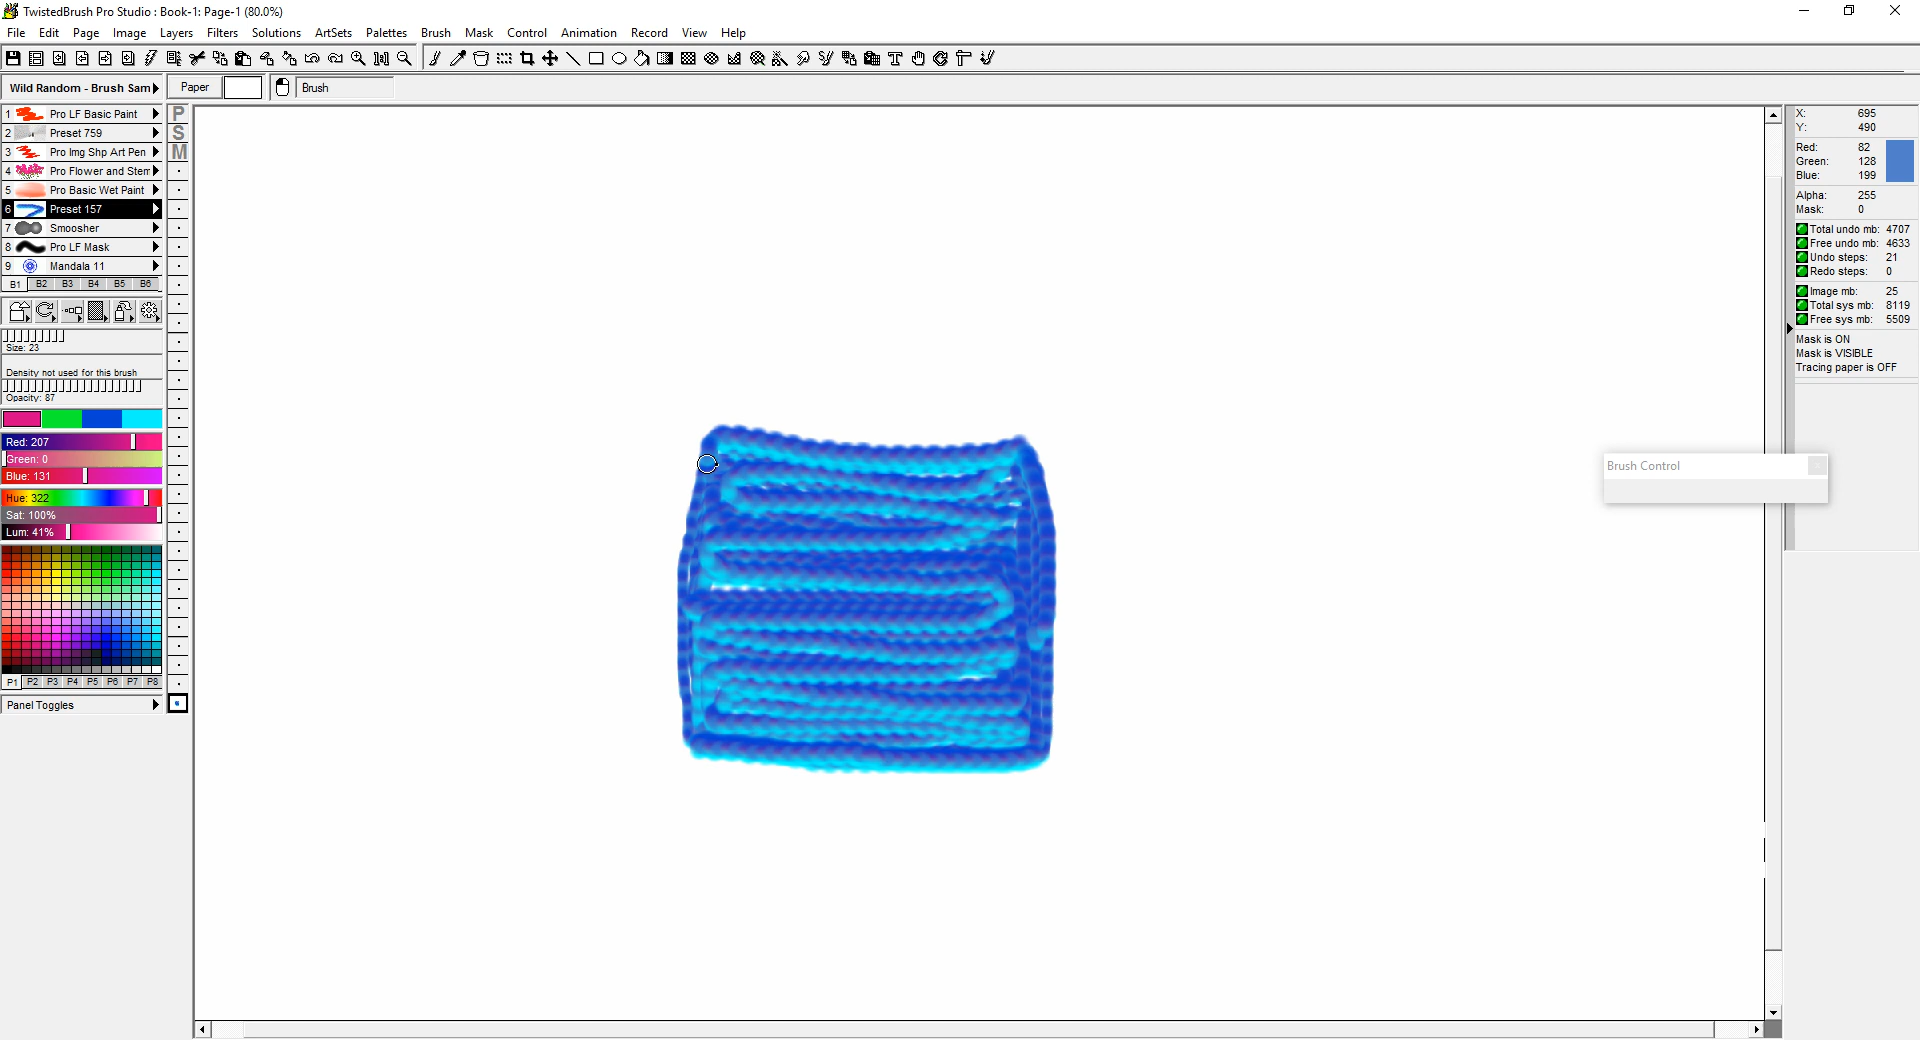 TwistedBrush Pro Studio : Book-1: Page-1 (80.0%)
File Edit Page Image Layers Filters Solutions ArtSets Palettes Brush Mask Control Animation Record View Help
Wild Random - Brush Sam Paper Brush
1 Pro LF Basic Paint
2 Preset 759
3 Pro Img Shp Art Pen
4 Pro Flower and Stem
5 Pro Basic Wet Paint
6 Preset 157
7 Smoosher
8 Pro LF Mask
9 Mandala 11
B1 B2 B3 B4 B5 B6
P
S
M
Size: 23
Density not used for this brush
Opacity: 87
Red: 207
Green: 0
Blue: 131
Hue: 322
Sat: 100%
Lum: 41%
P1 P2 P3 P4 P5 P6 P7 P8
Panel Toggles
X: 695
Y: 490
Red: 82
Green: 128
Blue: 199
Alpha: 255
Mask: 0
Total undo mb: 4707
Free undo mb: 4633
Undo steps: 21
Redo steps: 0
Image mb: 25
Total sys mb: 8119
Free sys mb: 5509
Mask is ON
Mask is VISIBLE
Tracing paper is OFF
Brush Control